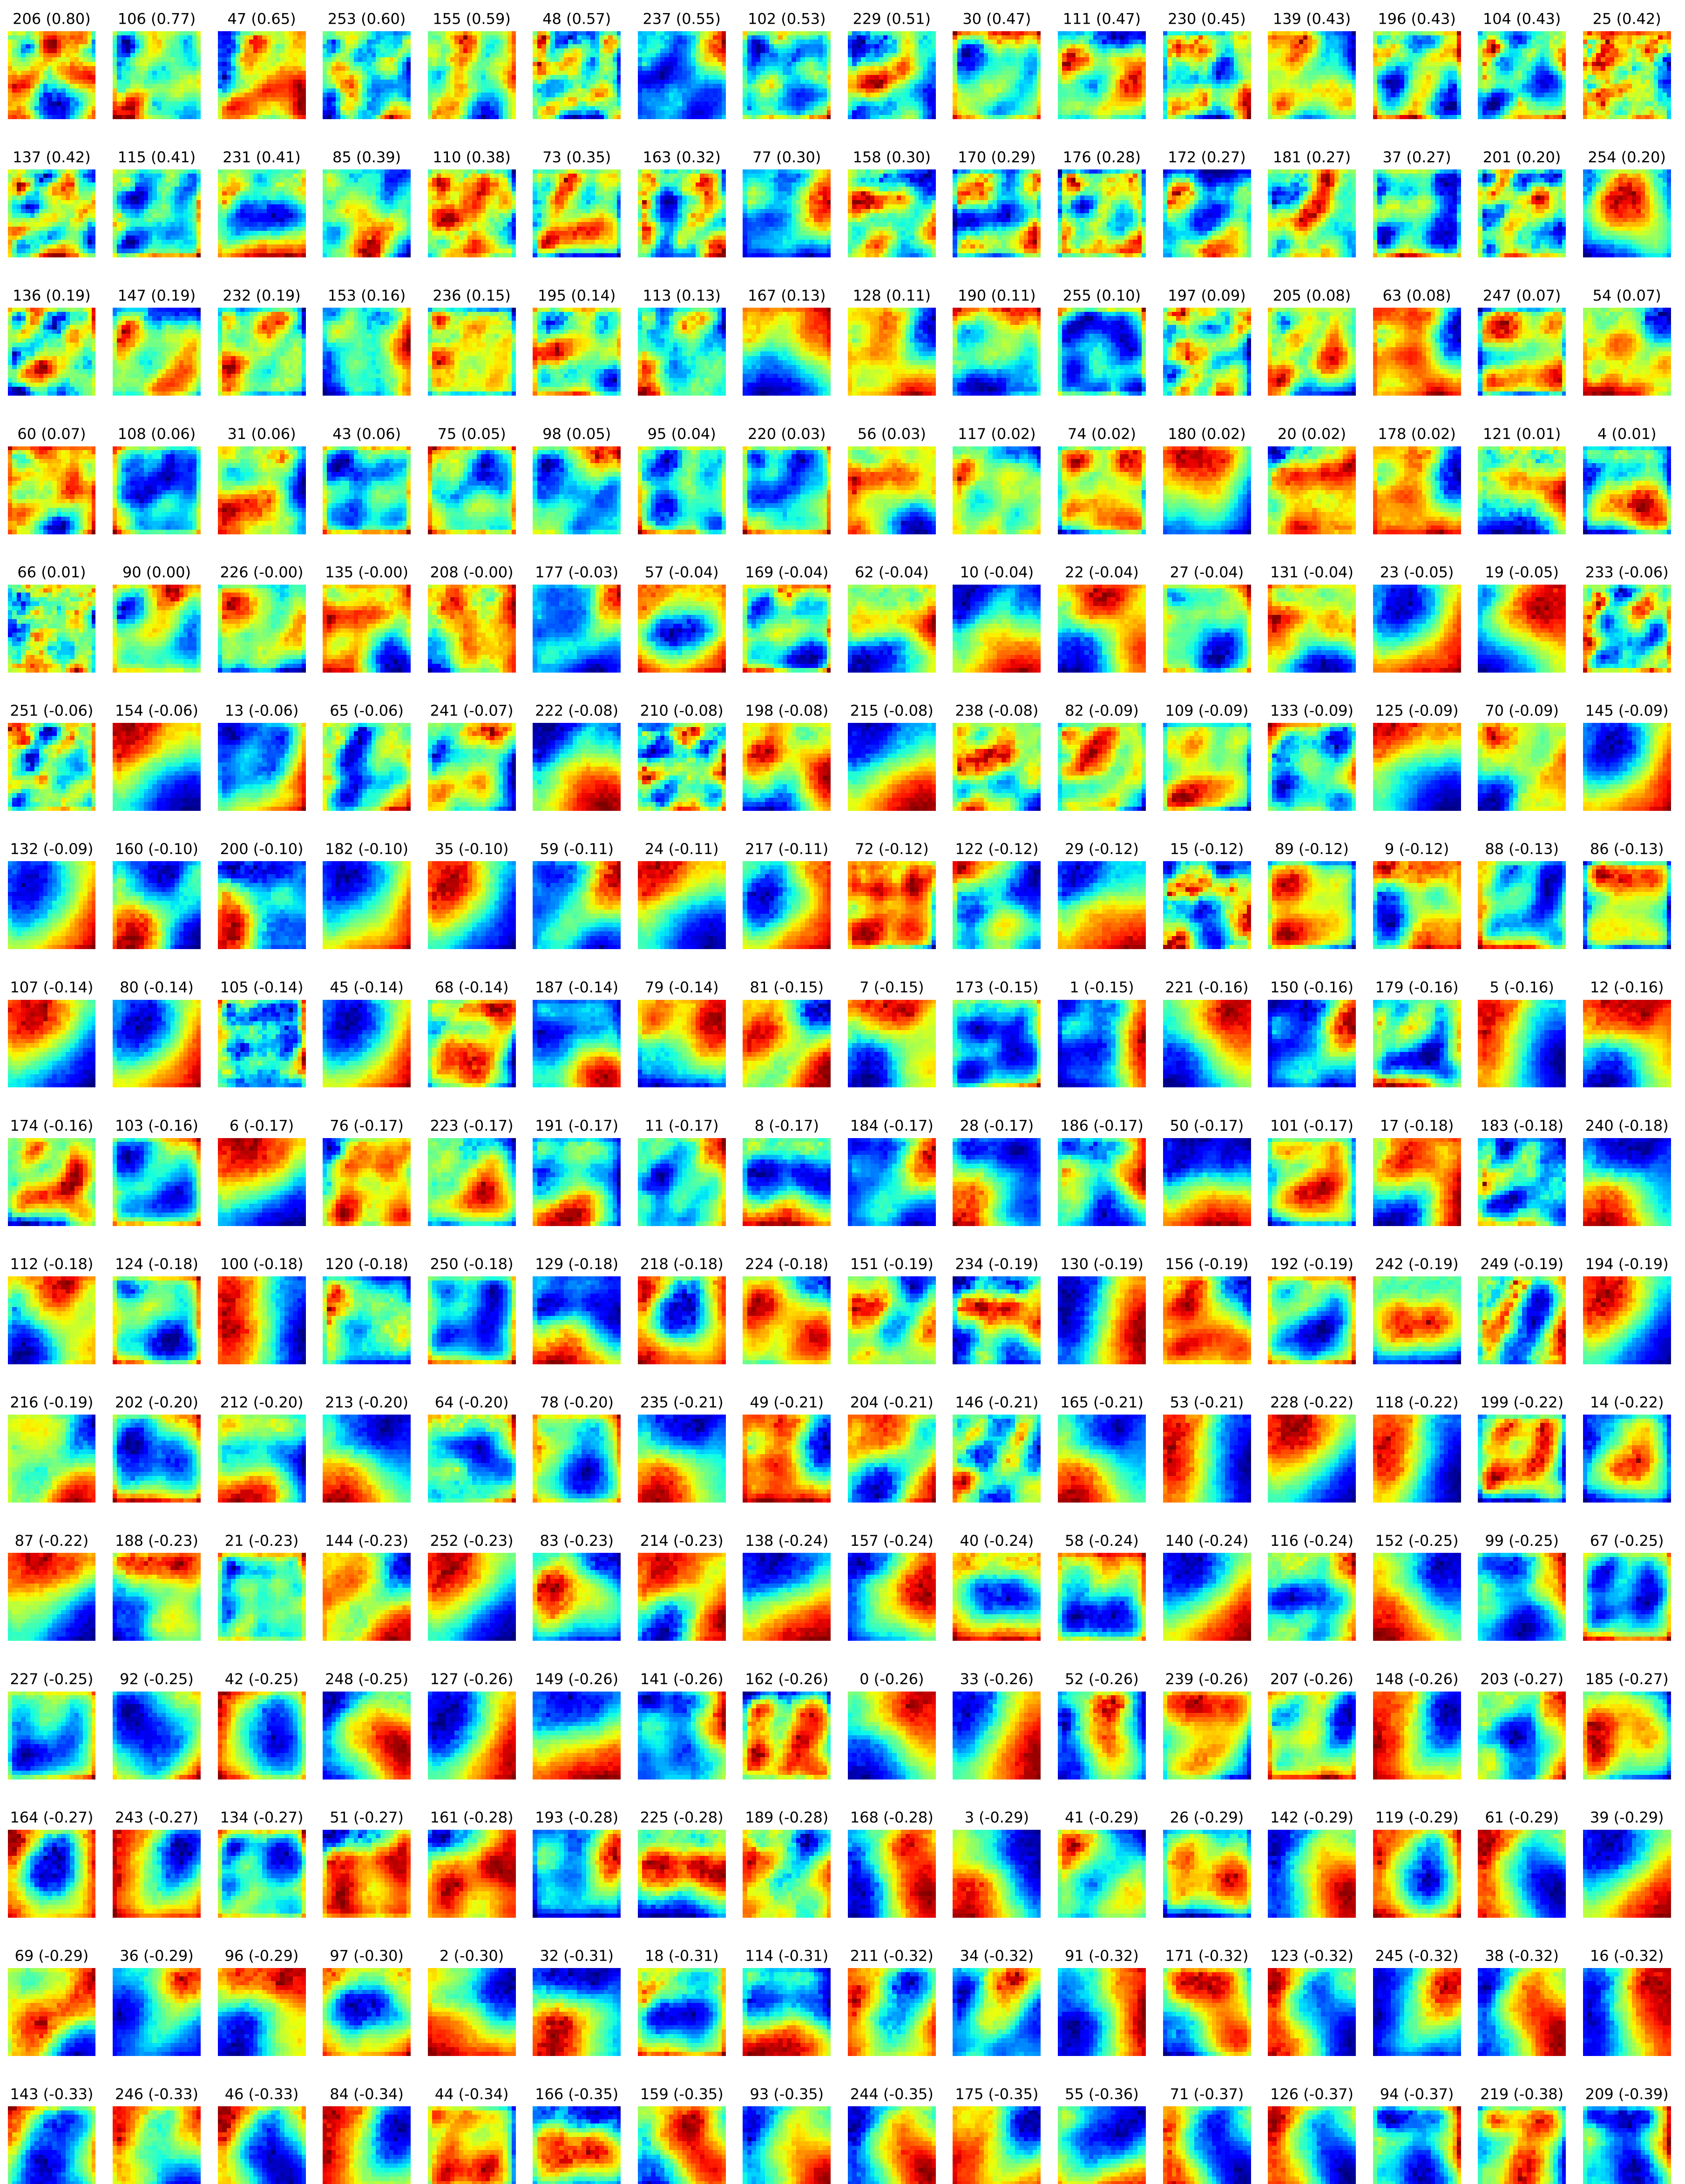 206 (0.80) 106 (0.77) 47 (0.65) 253 (0.60) 155 (0.59) 48 (0.57) 237 (0.55) 102 (0.53) 229 (0.51) 30 (0.47) 111 (0.47) 230 (0.45) 139 (0.43) 196 (0.43) 104 (0.43) 25 (0.42)
137 (0.42) 115 (0.41) 231 (0.41) 85 (0.39) 110 (0.38) 73 (0.35) 163 (0.32) 77 (0.30) 158 (0.30) 170 (0.29) 176 (0.28) 172 (0.27) 181 (0.27) 37 (0.27) 201 (0.20) 254 (0.20)
136 (0.19) 147 (0.19) 232 (0.19) 153 (0.16) 236 (0.15) 195 (0.14) 113 (0.13) 167 (0.13) 128 (0.11) 190 (0.11) 255 (0.10) 197 (0.09) 205 (0.08) 63 (0.08) 247 (0.07) 54 (0.07)
60 (0.07) 108 (0.06) 31 (0.06) 43 (0.06) 75 (0.05) 98 (0.05) 95 (0.04) 220 (0.03) 56 (0.03) 117 (0.02) 74 (0.02) 180 (0.02) 20 (0.02) 178 (0.02) 121 (0.01) 4 (0.01)
66 (0.01) 90 (0.00) 226 (-0.00) 135 (-0.00) 208 (-0.00) 177 (-0.03) 57 (-0.04) 169 (-0.04) 62 (-0.04) 10 (-0.04) 22 (-0.04) 27 (-0.04) 131 (-0.04) 23 (-0.05) 19 (-0.05) 233 (-0.06)
251 (-0.06) 154 (-0.06) 13 (-0.06) 65 (-0.06) 241 (-0.07) 222 (-0.08) 210 (-0.08) 198 (-0.08) 215 (-0.08) 238 (-0.08) 82 (-0.09) 109 (-0.09) 133 (-0.09) 125 (-0.09) 70 (-0.09) 145 (-0.09)
132 (-0.09) 160 (-0.10) 200 (-0.10) 182 (-0.10) 35 (-0.10) 59 (-0.11) 24 (-0.11) 217 (-0.11) 72 (-0.12) 122 (-0.12) 29 (-0.12) 15 (-0.12) 89 (-0.12) 9 (-0.12) 88 (-0.13) 86 (-0.13)
107 (-0.14) 80 (-0.14) 105 (-0.14) 45 (-0.14) 68 (-0.14) 187 (-0.14) 79 (-0.14) 81 (-0.15) 7 (-0.15) 173 (-0.15) 1 (-0.15) 221 (-0.16) 150 (-0.16) 179 (-0.16) 5 (-0.16) 12 (-0.16)
174 (-0.16) 103 (-0.16) 6 (-0.17) 76 (-0.17) 223 (-0.17) 191 (-0.17) 11 (-0.17) 8 (-0.17) 184 (-0.17) 28 (-0.17) 186 (-0.17) 50 (-0.17) 101 (-0.17) 17 (-0.18) 183 (-0.18) 240 (-0.18)
112 (-0.18) 124 (-0.18) 100 (-0.18) 120 (-0.18) 250 (-0.18) 129 (-0.18) 218 (-0.18) 224 (-0.18) 151 (-0.19) 234 (-0.19) 130 (-0.19) 156 (-0.19) 192 (-0.19) 242 (-0.19) 249 (-0.19) 194 (-0.19)
216 (-0.19) 202 (-0.20) 212 (-0.20) 213 (-0.20) 64 (-0.20) 78 (-0.20) 235 (-0.21) 49 (-0.21) 204 (-0.21) 146 (-0.21) 165 (-0.21) 53 (-0.21) 228 (-0.22) 118 (-0.22) 199 (-0.22) 14 (-0.22)
87 (-0.22) 188 (-0.23) 21 (-0.23) 144 (-0.23) 252 (-0.23) 83 (-0.23) 214 (-0.23) 138 (-0.24) 157 (-0.24) 40 (-0.24) 58 (-0.24) 140 (-0.24) 116 (-0.24) 152 (-0.25) 99 (-0.25) 67 (-0.25)
227 (-0.25) 92 (-0.25) 42 (-0.25) 248 (-0.25) 127 (-0.26) 149 (-0.26) 141 (-0.26) 162 (-0.26) 0 (-0.26) 33 (-0.26) 52 (-0.26) 239 (-0.26) 207 (-0.26) 148 (-0.26) 203 (-0.27) 185 (-0.27)
164 (-0.27) 243 (-0.27) 134 (-0.27) 51 (-0.27) 161 (-0.28) 193 (-0.28) 225 (-0.28) 189 (-0.28) 168 (-0.28) 3 (-0.29) 41 (-0.29) 26 (-0.29) 142 (-0.29) 119 (-0.29) 61 (-0.29) 39 (-0.29)
69 (-0.29) 36 (-0.29) 96 (-0.29) 97 (-0.30) 2 (-0.30) 32 (-0.31) 18 (-0.31) 114 (-0.31) 211 (-0.32) 34 (-0.32) 91 (-0.32) 171 (-0.32) 123 (-0.32) 245 (-0.32) 38 (-0.32) 16 (-0.32)
143 (-0.33) 246 (-0.33) 46 (-0.33) 84 (-0.34) 44 (-0.34) 166 (-0.35) 159 (-0.35) 93 (-0.35) 244 (-0.35) 175 (-0.35) 55 (-0.36) 71 (-0.37) 126 (-0.37) 94 (-0.37) 219 (-0.38) 209 (-0.39)